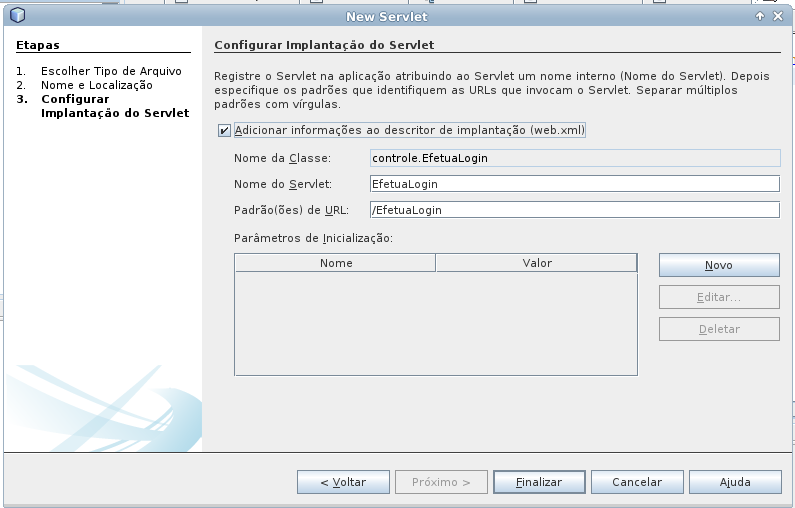 New Servlet
Etapas
1. Escolher Tipo de Arquivo
2. Nome e Localização
3. Configurar
Implantação do Servlet
Configurar Implantação do Servlet
Registre o Servlet na aplicação atribuindo ao Servlet um nome interno (Nome do Servlet). Depois
especifique os padrões que identifiquem as URLs que invocam o Servlet. Separar múltiplos
padrões com vírgulas.
Adicionar informações ao descritor de implantação (web.xml)
Nome da Classe: controle.EfetuaLogin
Nome do Servlet: EfetuaLogin
Padrão(ões) de URL: /EfetuaLogin
Parâmetros de Inicialização:
Nome Valor
Novo
Editar...
Deletar
< Voltar Próximo > Finalizar Cancelar Ajuda